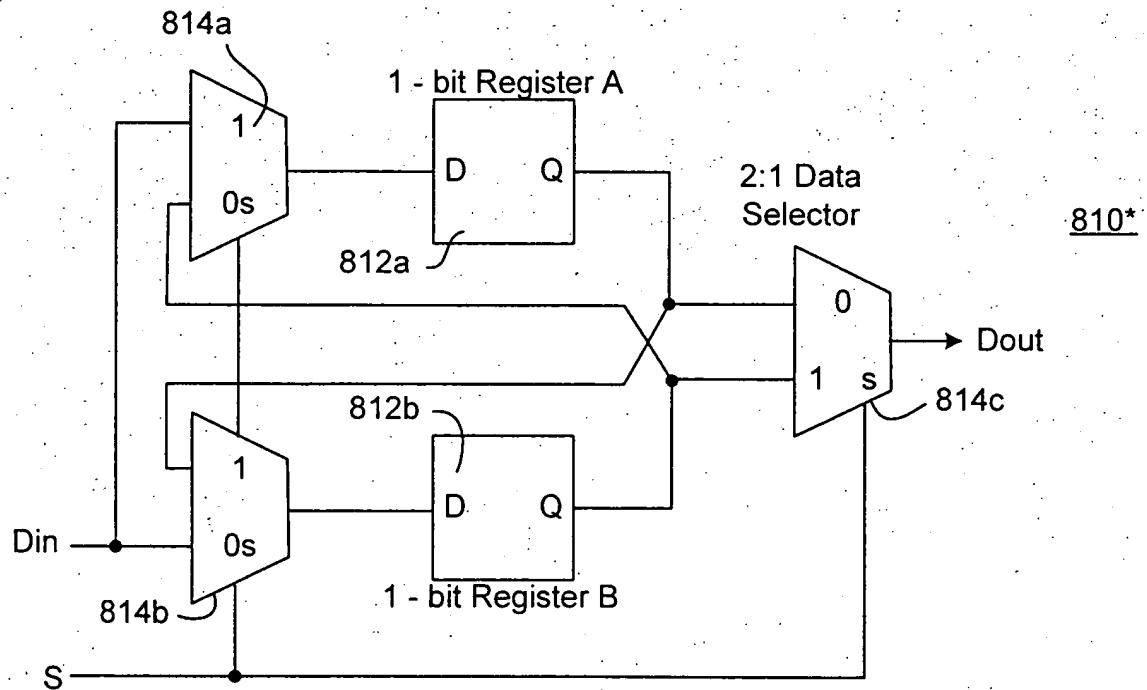 814a
1 - bit Register A
1
0s
D
Q
812a
2:1 Data
Selector
810*
0
1
s
Dout
814c
812b
1
0s
D
Q
Din
814b
1 - bit Register B
S